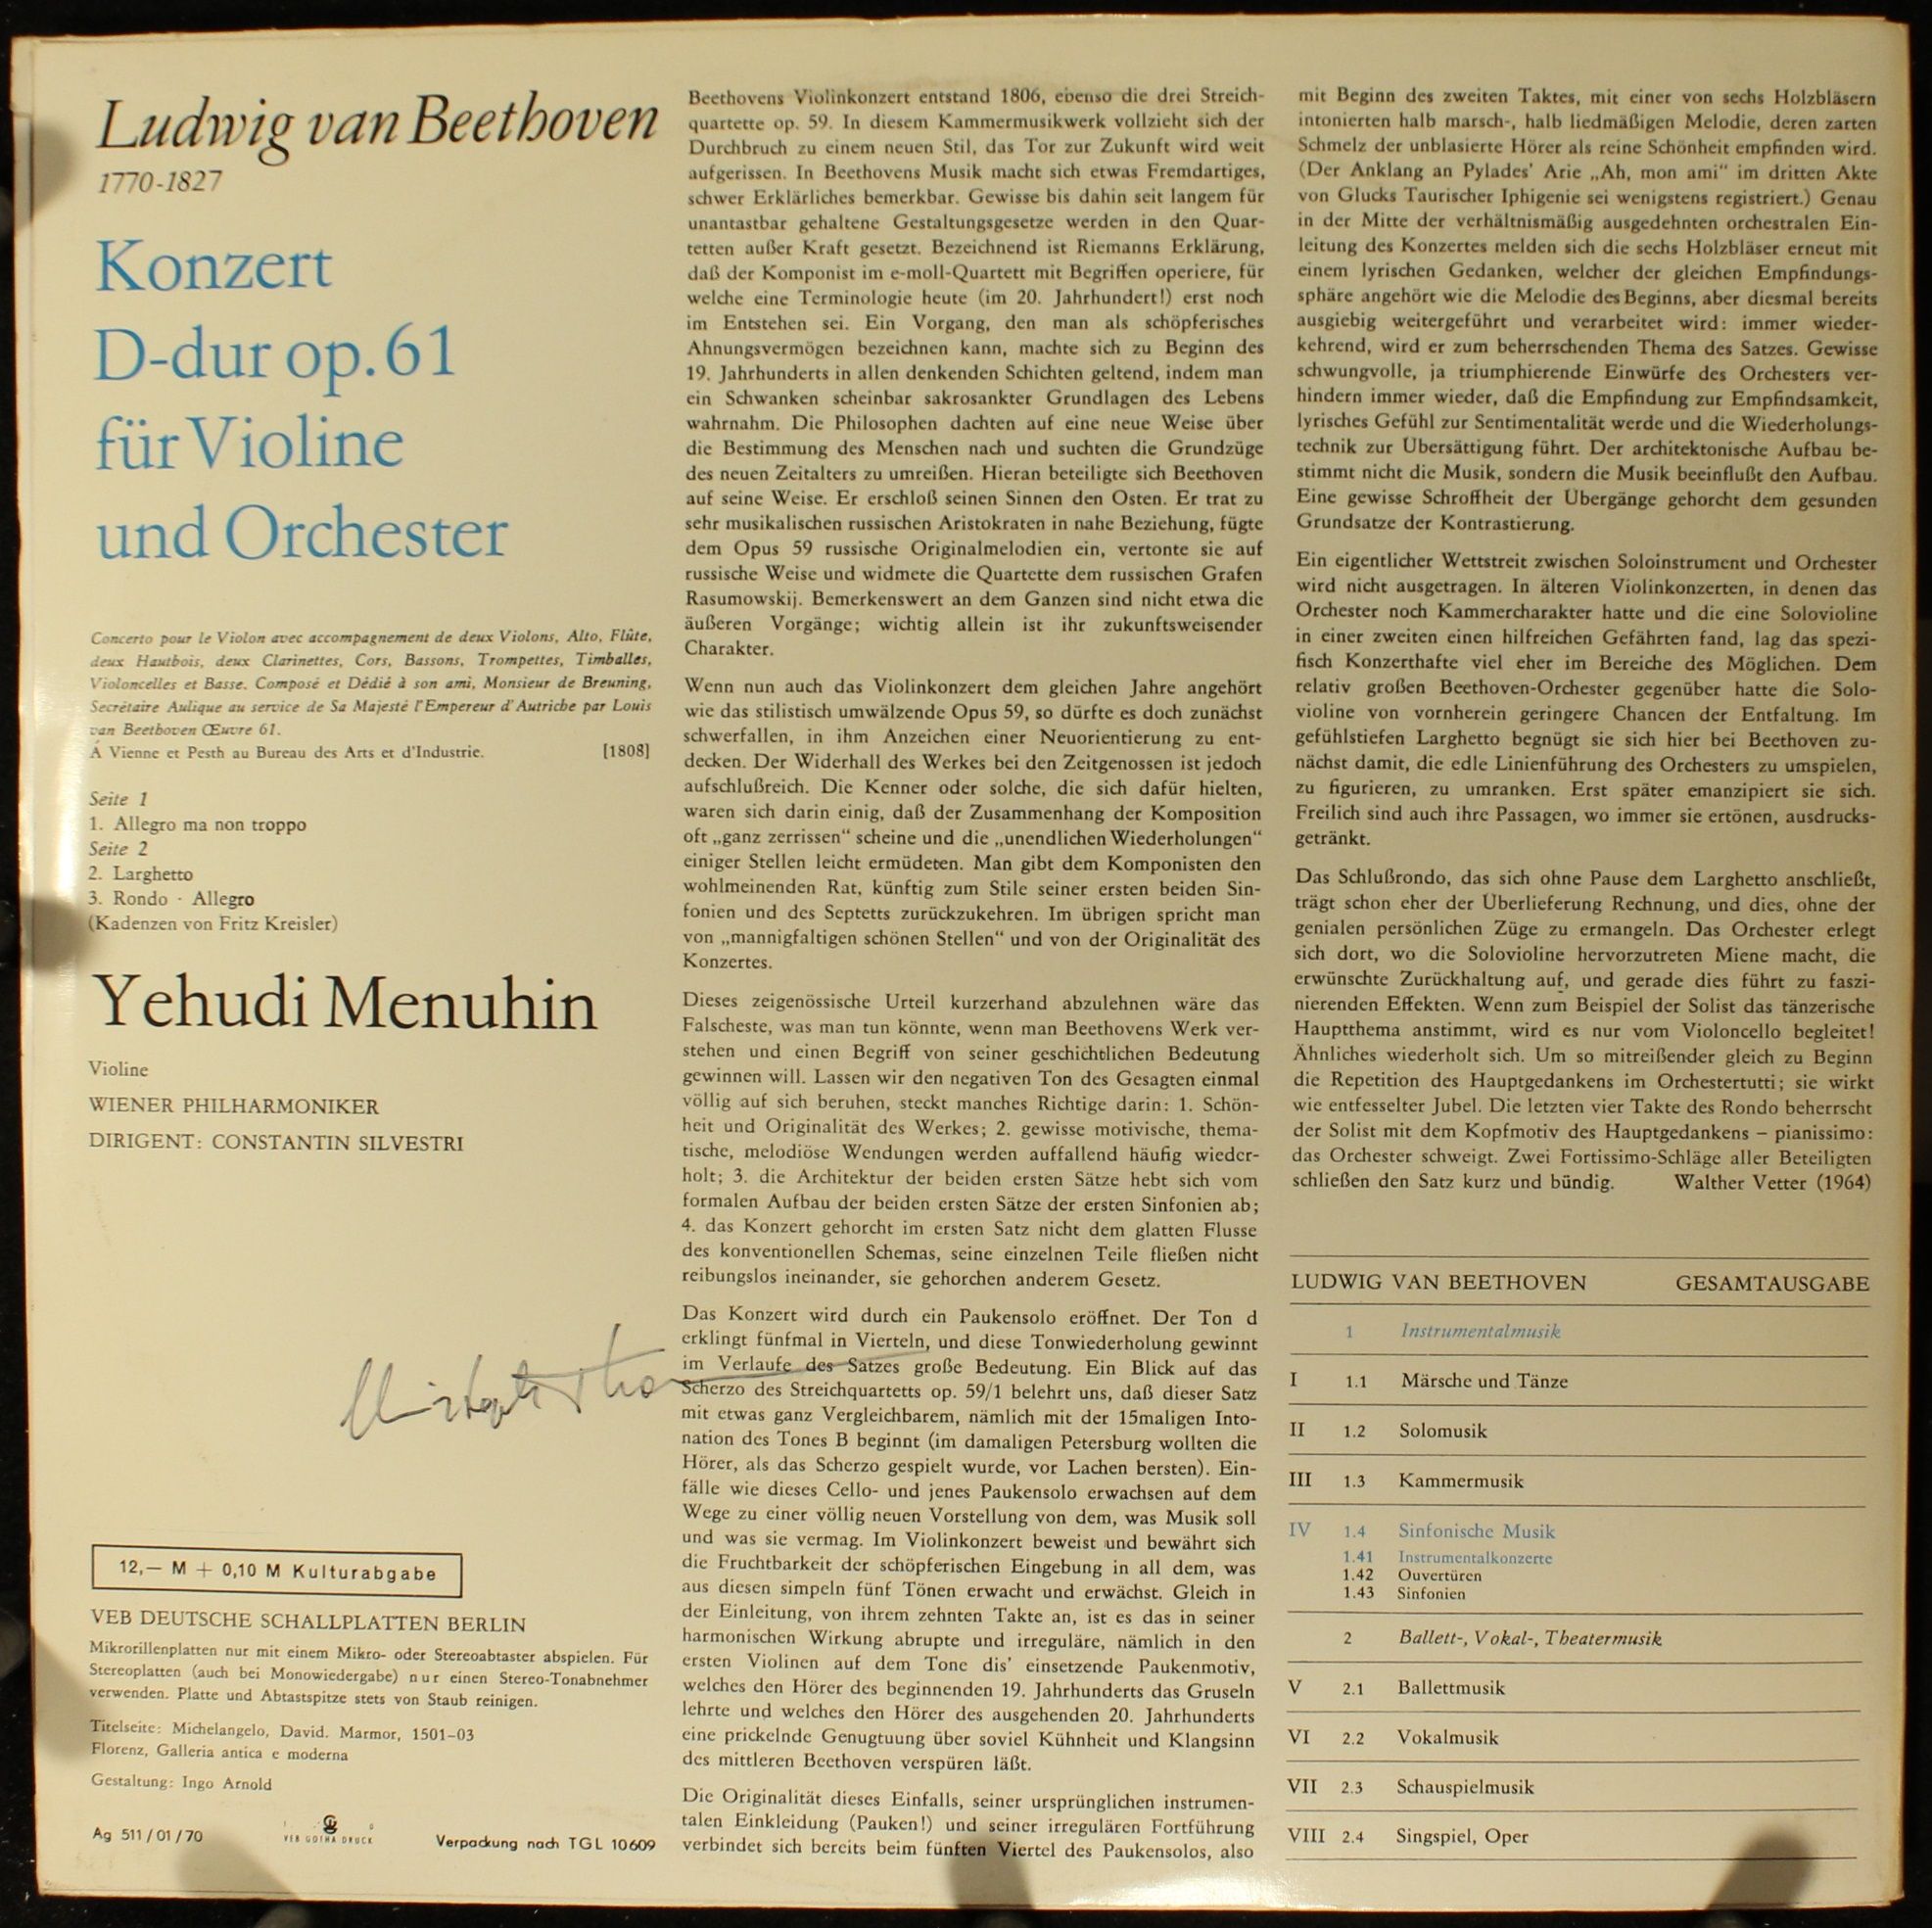 Ludwig van Beethoven
1770-1827
Konzert
D-dur op.61
für Violine
und Orchester
Concerto pour le Violon avec accompagnement de deux Violons, Alto, Flûte,
deux Hautbois, deux Clarinettes, Cors, Bassons, Trompettes, Timballes,
Violoncelles et Basse. Composé et Dédié à son ami, Monsieur de Breuning,
Secrétaire Aulique au service de Sa Majesté l'Empereur d'Autriche par Louis
van Beethoven Œuvre 61.
Á Vienne et Pesth au Bureau des Arts et d'Industrie. [1808]
Seite 1
1. Allegro ma non troppo
Seite 2
2. Larghetto
3. Rondo · Allegro
(Kadenzen von Fritz Kreisler)
Yehudi Menuhin
Violine
WIENER PHILHARMONIKER
DIRIGENT: CONSTANTIN SILVESTRI
12,— M + 0,10 M Kulturabgabe
VEB DEUTSCHE SCHALLPLATTEN BERLIN
Mikrorillenplatten nur mit einem Mikro- oder Stereoabtaster abspielen. Für
Stereoplatten (auch bei Monowiedergabe) nur einen Stereo-Tonabnehmer
verwenden. Platte und Abtastspitze stets von Staub reinigen.
Titelseite: Michelangelo, David. Marmor, 1501–03
Florenz, Galleria antica e moderna
Gestaltung: Ingo Arnold
Ag 511/01/70
VEB GOTHA DRUCK
Verpackung nach TGL 10609
Beethovens Violinkonzert entstand 1806, ebenso die drei Streich-
quartette op. 59. In diesem Kammermusikwerk vollzieht sich der
Durchbruch zu einem neuen Stil, das Tor zur Zukunft wird weit
aufgerissen. In Beethovens Musik macht sich etwas Fremdartiges,
schwer Erklärliches bemerkbar. Gewisse bis dahin seit langem für
unantastbar gehaltene Gestaltungsgesetze werden in den Quar-
tetten außer Kraft gesetzt. Bezeichnend ist Riemanns Erklärung,
daß der Komponist im e-moll-Quartett mit Begriffen operiere, für
welche eine Terminologie heute (im 20. Jahrhundert!) erst noch
im Entstehen sei. Ein Vorgang, den man als schöpferisches
Ahnungsvermögen bezeichnen kann, machte sich zu Beginn des
19. Jahrhunderts in allen denkenden Schichten geltend, indem man
ein Schwanken scheinbar sakrosankter Grundlagen des Lebens
wahrnahm. Die Philosophen dachten auf eine neue Weise über
die Bestimmung des Menschen nach und suchten die Grundzüge
des neuen Zeitalters zu umreißen. Hieran beteiligte sich Beethoven
auf seine Weise. Er erschloß seinen Sinnen den Osten. Er trat zu
sehr musikalischen russischen Aristokraten in nahe Beziehung, fügte
dem Opus 59 russische Originalmelodien ein, vertonte sie auf
russische Weise und widmete die Quartette dem russischen Grafen
Rasumowskij. Bemerkenswert an dem Ganzen sind nicht etwa die
äußeren Vorgänge; wichtig allein ist ihr zukunftsweisender
Charakter.
Wenn nun auch das Violinkonzert dem gleichen Jahre angehört
wie das stilistisch umwälzende Opus 59, so dürfte es doch zunächst
schwerfallen, in ihm Anzeichen einer Neuorientierung zu ent-
decken. Der Widerhall des Werkes bei den Zeitgenossen ist jedoch
aufschlußreich. Die Kenner oder solche, die sich dafür hielten,
waren sich darin einig, daß der Zusammenhang der Komposition
oft „ganz zerrissen“ scheine und die „unendlichen Wiederholungen“
einiger Stellen leicht ermüdeten. Man gibt dem Komponisten den
wohlmeinenden Rat, künftig zum Stile seiner ersten beiden Sin-
fonien und des Septetts zurückzukehren. Im übrigen spricht man
von „mannigfaltigen schönen Stellen“ und von der Originalität des
Konzertes.
Dieses zeigenössische Urteil kurzerhand abzulehnen wäre das
Falscheste, was man tun könnte, wenn man Beethovens Werk ver-
stehen und einen Begriff von seiner geschichtlichen Bedeutung
gewinnen will. Lassen wir den negativen Ton des Gesagten einmal
völlig auf sich beruhen, steckt manches Richtige darin: 1. Schön-
heit und Originalität des Werkes; 2. gewisse motivische, thema-
tische, melodiöse Wendungen werden auffallend häufig wieder-
holt; 3. die Architektur der beiden ersten Sätze hebt sich vom
formalen Aufbau der beiden ersten Sätze der ersten Sinfonien ab;
4. das Konzert gehorcht im ersten Satz nicht dem glatten Flusse
des konventionellen Schemas, seine einzelnen Teile fließen nicht
reibungslos ineinander, sie gehorchen anderem Gesetz.
Das Konzert wird durch ein Paukensolo eröffnet. Der Ton d
erklingt fünfmal in Vierteln, und diese Tonwiederholung gewinnt
im Verlaufe des Satzes große Bedeutung. Ein Blick auf das
Scherzo des Streichquartetts op. 59/1 belehrt uns, daß dieser Satz
mit etwas ganz Vergleichbarem, nämlich mit der 15maligen Into-
nation des Tones B beginnt (im damaligen Petersburg wollten die
Hörer, als das Scherzo gespielt wurde, vor Lachen bersten). Ein-
fälle wie dieses Cello- und jenes Paukensolo erwachsen auf dem
Wege zu einer völlig neuen Vorstellung von dem, was Musik soll
und was sie vermag. Im Violinkonzert beweist und bewährt sich
die Fruchtbarkeit der schöpferischen Eingebung in all dem, was
aus diesen simpeln fünf Tönen erwacht und erwächst. Gleich in
der Einleitung, von ihrem zehnten Takte an, ist es das in seiner
harmonischen Wirkung abrupte und irreguläre, nämlich in den
ersten Violinen auf dem Tone dis' einsetzende Paukenmotiv,
welches den Hörer des beginnenden 19. Jahrhunderts das Gruseln
lehrte und welches den Hörer des ausgehenden 20. Jahrhunderts
eine prickelnde Genugtuung über soviel Kühnheit und Klangsinn
des mittleren Beethoven verspüren läßt.
Die Originalität dieses Einfalls, seiner ursprünglichen instrumen-
talen Einkleidung (Pauken!) und seiner irregulären Fortführung
verbindet sich bereits beim fünften Viertel des Paukensolos, also
mit Beginn des zweiten Taktes, mit einer von sechs Holzbläsern
intonierten halb marsch-, halb liedmäßigen Melodie, deren zarten
Schmelz der unblasierte Hörer als reine Schönheit empfinden wird.
(Der Anklang an Pylades' Arie „Ah, mon ami“ im dritten Akte
von Glucks Taurischer Iphigenie sei wenigstens registriert.) Genau
in der Mitte der verhältnismäßig ausgedehnten orchestralen Ein-
leitung des Konzertes melden sich die sechs Holzbläser erneut mit
einem lyrischen Gedanken, welcher der gleichen Empfindungs-
sphäre angehört wie die Melodie des Beginns, aber diesmal bereits
ausgiebig weitergeführt und verarbeitet wird: immer wieder-
kehrend, wird er zum beherrschenden Thema des Satzes. Gewisse
schwungvolle, ja triumphierende Einwürfe des Orchesters ver-
hindern immer wieder, daß die Empfindung zur Empfindsamkeit,
lyrisches Gefühl zur Sentimentalität werde und die Wiederholungs-
technik zur Übersättigung führt. Der architektonische Aufbau be-
stimmt nicht die Musik, sondern die Musik beeinflußt den Aufbau.
Eine gewisse Schroffheit der Übergänge gehorcht dem gesunden
Grundsatze der Kontrastierung.
Ein eigentlicher Wettstreit zwischen Soloinstrument und Orchester
wird nicht ausgetragen. In älteren Violinkonzerten, in denen das
Orchester noch Kammercharakter hatte und die eine Solovioline
in einer zweiten einen hilfreichen Gefährten fand, lag das spezi-
fisch Konzerthafte viel eher im Bereiche des Möglichen. Dem
relativ großen Beethoven-Orchester gegenüber hatte die Solo-
violine von vornherein geringere Chancen der Entfaltung. Im
gefühlstiefen Larghetto begnügt sie sich hier bei Beethoven zu-
nächst damit, die edle Linienführung des Orchesters zu umspielen,
zu figurieren, zu umranken. Erst später emanzipiert sie sich.
Freilich sind auch ihre Passagen, wo immer sie ertönen, ausdrucks-
getränkt.
Das Schlußrondo, das sich ohne Pause dem Larghetto anschließt,
trägt schon eher der Überlieferung Rechnung, und dies, ohne der
genialen persönlichen Züge zu ermangeln. Das Orchester erlegt
sich dort, wo die Solovioline hervorzutreten Miene macht, die
erwünschte Zurückhaltung auf, und gerade dies führt zu faszi-
nierenden Effekten. Wenn zum Beispiel der Solist das tänzerische
Hauptthema anstimmt, wird es nur vom Violoncello begleitet!
Ähnliches wiederholt sich. Um so mitreißender gleich zu Beginn
die Repetition des Hauptgedankens im Orchestertutti; sie wirkt
wie entfesselter Jubel. Die letzten vier Takte des Rondo beherrscht
der Solist mit dem Kopfmotiv des Hauptgedankens – pianissimo:
das Orchester schweigt. Zwei Fortissimo-Schläge aller Beteiligten
schließen den Satz kurz und bündig. Walther Vetter (1964)
LUDWIG VAN BEETHOVEN GESAMTAUSGABE
1 Instrumentalmusik
I 1.1 Märsche und Tänze
II 1.2 Solomusik
III 1.3 Kammermusik
IV 1.4 Sinfonische Musik
1.41 Instrumentalkonzerte
1.42 Ouvertüren
1.43 Sinfonien
2 Ballett-, Vokal-, Theatermusik
V 2.1 Ballettmusik
VI 2.2 Vokalmusik
VII 2.3 Schauspielmusik
VIII 2.4 Singspiel, Oper